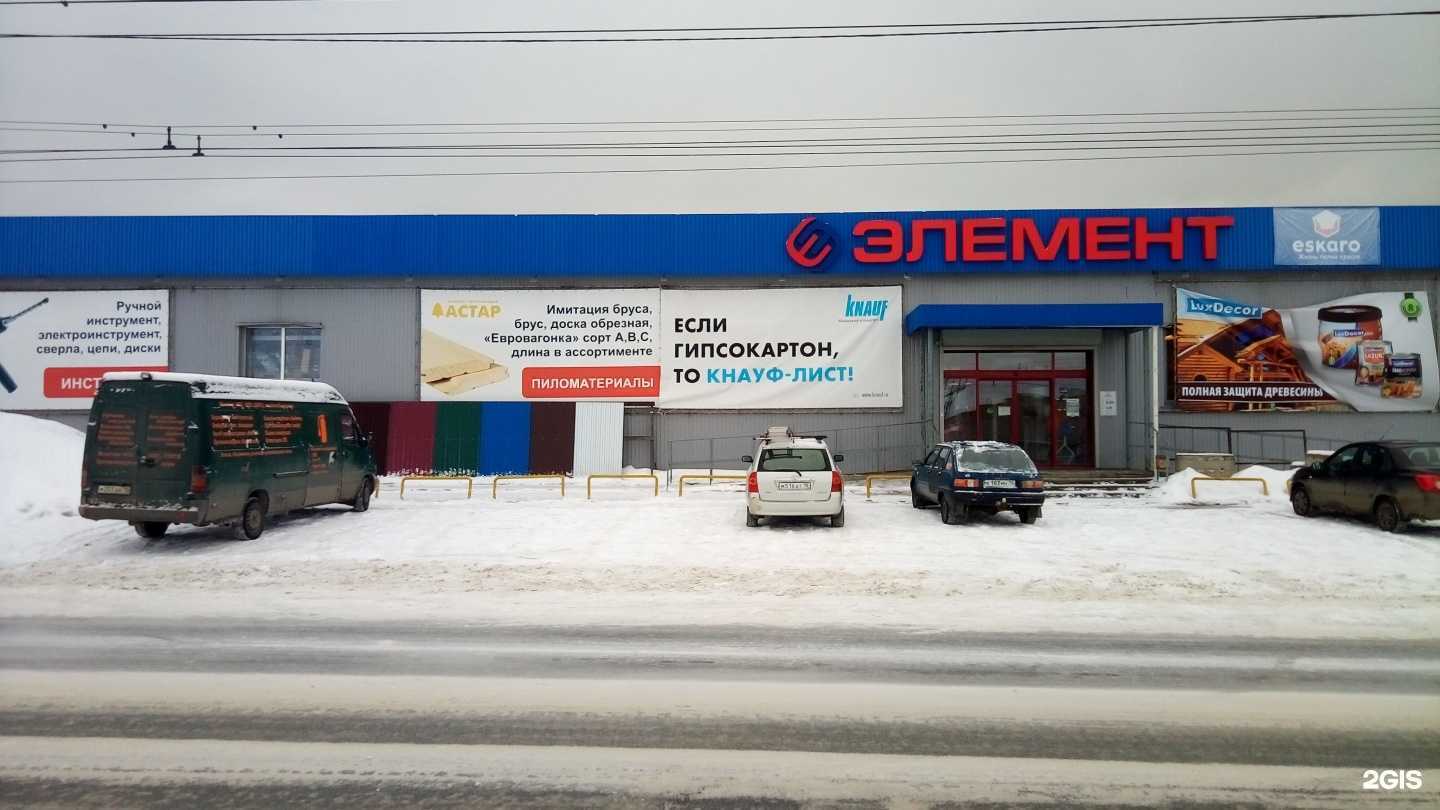 ЭЛЕМЕНТ
eskaro
Ручной
инструмент,
электроинструмент,
сверла, цепи, диски
ИНСТ
АСТАР
Имитация бруса,
брус, доска обрезная,
«Евровагонка» сорт А,В,С,
длина в ассортименте
ПИЛОМАТЕРИАЛЫ
KNAUF
ЕСЛИ
ГИПСОКАРТОН,
ТО КНАУФ-ЛИСТ!
LuxDecor
ПОЛНАЯ ЗАЩИТА ДРЕВЕСИНЫ
2GIS